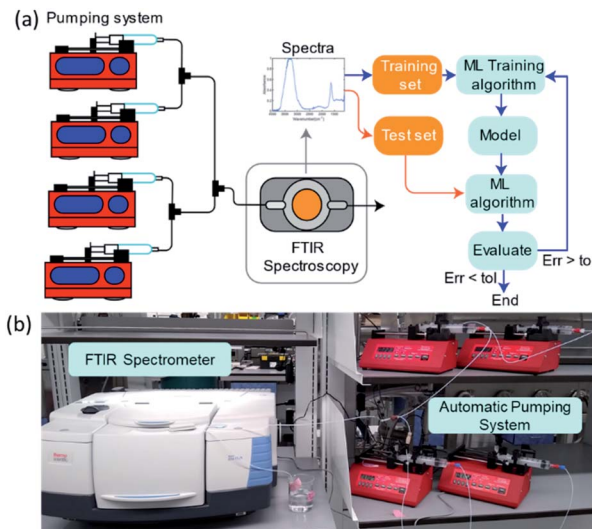 (a)
Pumping system
Spectra
Training
set
ML Training
algorithm
Test set
Model
ML
algorithm
FTIR
Spectroscopy
Evaluate
Err < tol
Err > to
End
(b)
FTIR Spectrometer
Automatic Pumping
System